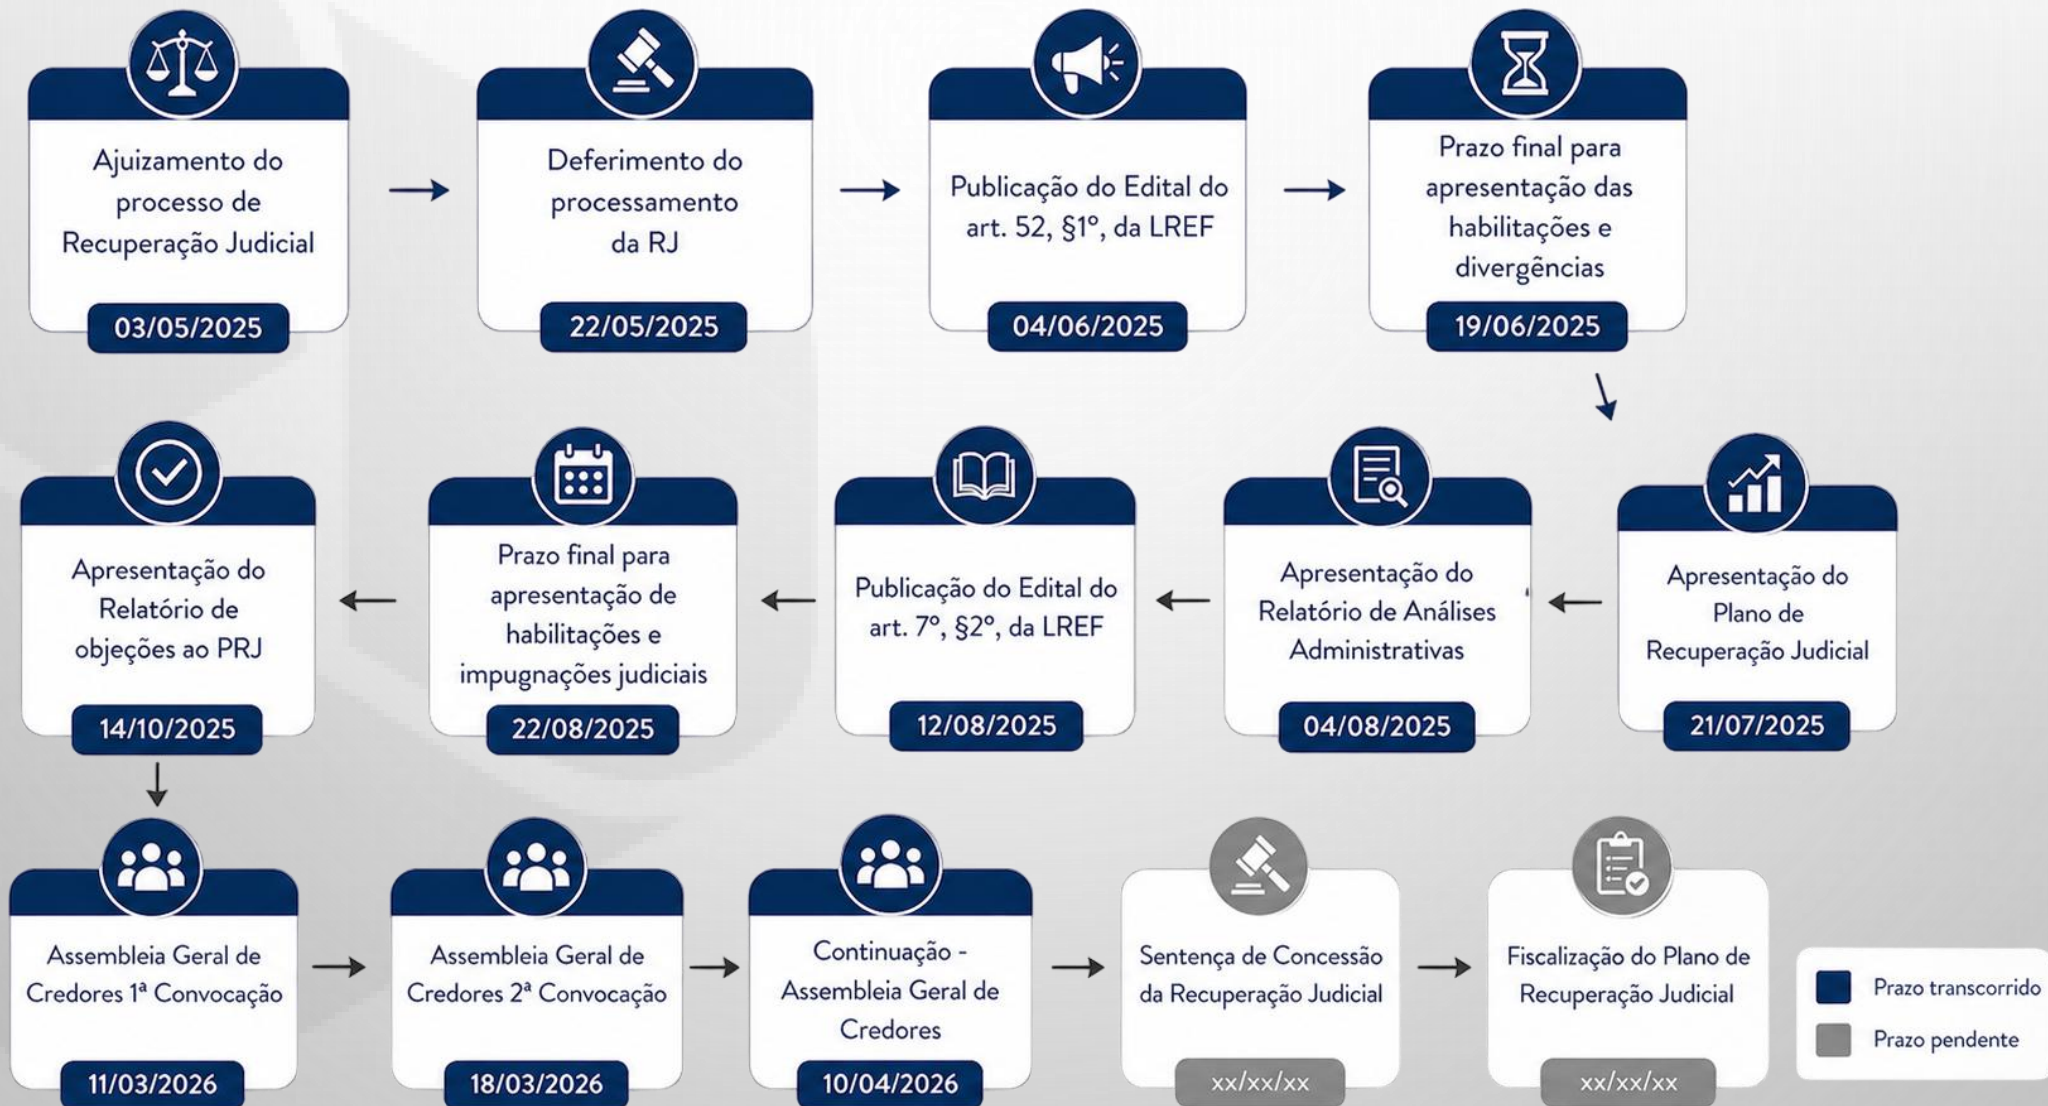 Ajuizamento do
processo de
Recuperação Judicial
03/05/2025
Deferimento do
processamento
da RJ
22/05/2025
Publicação do Edital do
art. 52, §1º, da LREF
04/06/2025
Prazo final para
apresentação das
habilitações e
divergências
19/06/2025
Apresentação do
Plano de
Recuperação Judicial
21/07/2025
Apresentação do
Relatório de Análises
Administrativas
04/08/2025
Publicação do Edital do
art. 7º, §2º, da LREF
12/08/2025
Prazo final para
apresentação de
habilitações e
impugnações judiciais
22/08/2025
Apresentação do
Relatório de
objeções ao PRJ
14/10/2025
Assembleia Geral de
Credores 1ª Convocação
11/03/2026
Assembleia Geral de
Credores 2ª Convocação
18/03/2026
Continuação -
Assembleia Geral de
Credores
10/04/2026
Sentença de Concessão
da Recuperação Judicial
xx/xx/xx
Fiscalização do Plano de
Recuperação Judicial
xx/xx/xx
Prazo transcorrido
Prazo pendente